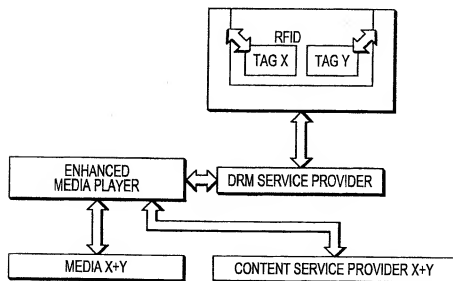 RFID
TAG X TAG Y
ENHANCED
MEDIA PLAYER
DRM SERVICE PROVIDER
MEDIA X+Y
CONTENT SERVICE PROVIDER X+Y